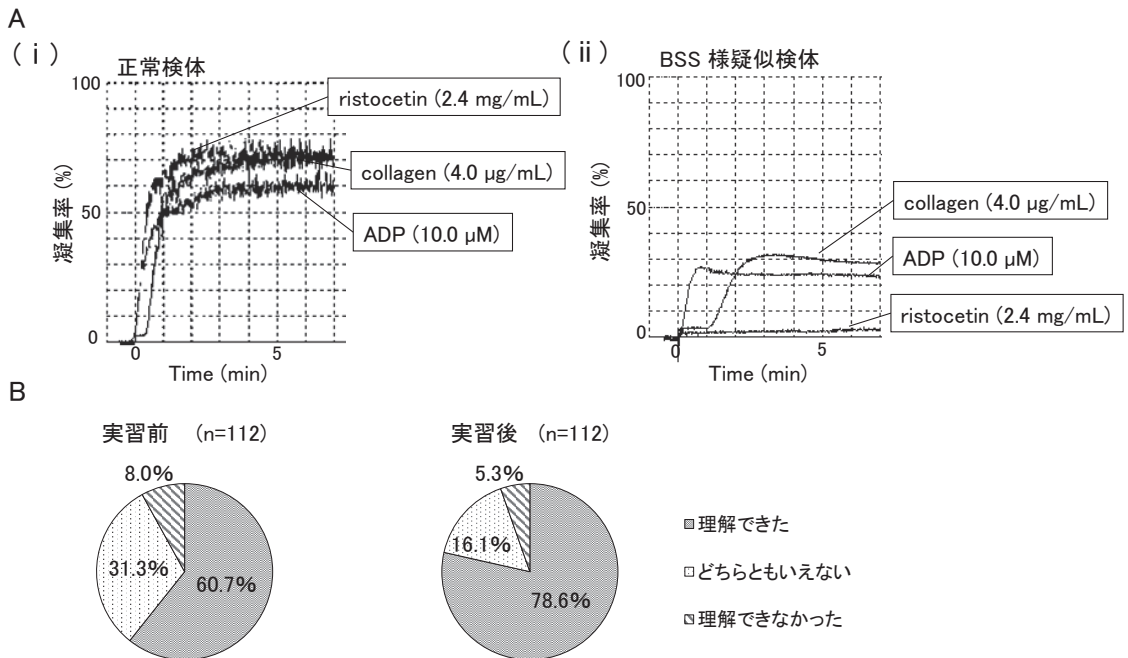 A
( i )
正常検体
100
50
0
凝集率 (%)
0
5
Time (min)
ristocetin (2.4 mg/mL)
collagen (4.0 μg/mL)
ADP (10.0 μM)
( ii )
BSS 様疑似検体
100
50
0
凝集率 (%)
0
5
Time (min)
collagen (4.0 μg/mL)
ADP (10.0 μM)
ristocetin (2.4 mg/mL)
B
実習前 (n=112)
8.0%
31.3%
60.7%
実習後 (n=112)
5.3%
16.1%
78.6%
理解できた
どちらともいえない
理解できなかった